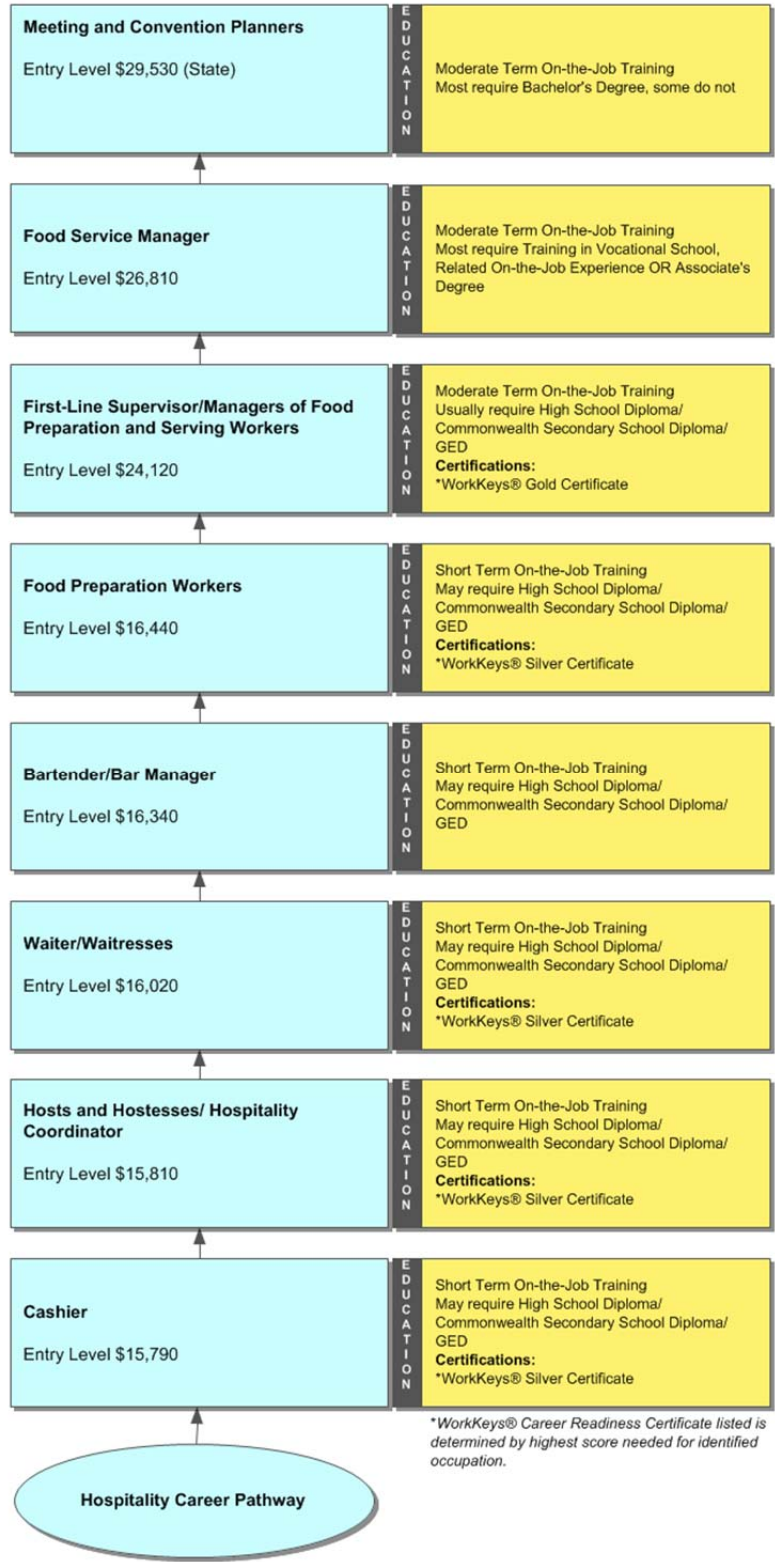 Meeting and Convention Planners
Entry Level $29,530 (State)
EDUCATION
Moderate Term On-the-Job Training
Most require Bachelor's Degree, some do not
Food Service Manager
Entry Level $26,810
EDUCATION
Moderate Term On-the-Job Training
Most require Training in Vocational School,
Related On-the-Job Experience OR Associate's
Degree
First-Line Supervisor/Managers of Food
Preparation and Serving Workers
Entry Level $24,120
EDUCATION
Moderate Term On-the-Job Training
Usually require High School Diploma/
Commonwealth Secondary School Diploma/
GED
Certifications:
*WorkKeys® Gold Certificate
Food Preparation Workers
Entry Level $16,440
EDUCATION
Short Term On-the-Job Training
May require High School Diploma/
Commonwealth Secondary School Diploma/
GED
Certifications:
*WorkKeys® Silver Certificate
Bartender/Bar Manager
Entry Level $16,340
EDUCATION
Short Term On-the-Job Training
May require High School Diploma/
Commonwealth Secondary School Diploma/
GED
Waiter/Waitresses
Entry Level $16,020
EDUCATION
Short Term On-the-Job Training
May require High School Diploma/
Commonwealth Secondary School Diploma/
GED
Certifications:
*WorkKeys® Silver Certificate
Hosts and Hostesses/ Hospitality
Coordinator
Entry Level $15,810
EDUCATION
Short Term On-the-Job Training
May require High School Diploma/
Commonwealth Secondary School Diploma/
GED
Certifications:
*WorkKeys® Silver Certificate
Cashier
Entry Level $15,790
EDUCATION
Short Term On-the-Job Training
May require High School Diploma/
Commonwealth Secondary School Diploma/
GED
Certifications:
*WorkKeys® Silver Certificate
*WorkKeys® Career Readiness Certificate listed is
determined by highest score needed for identified
occupation.
Hospitality Career Pathway